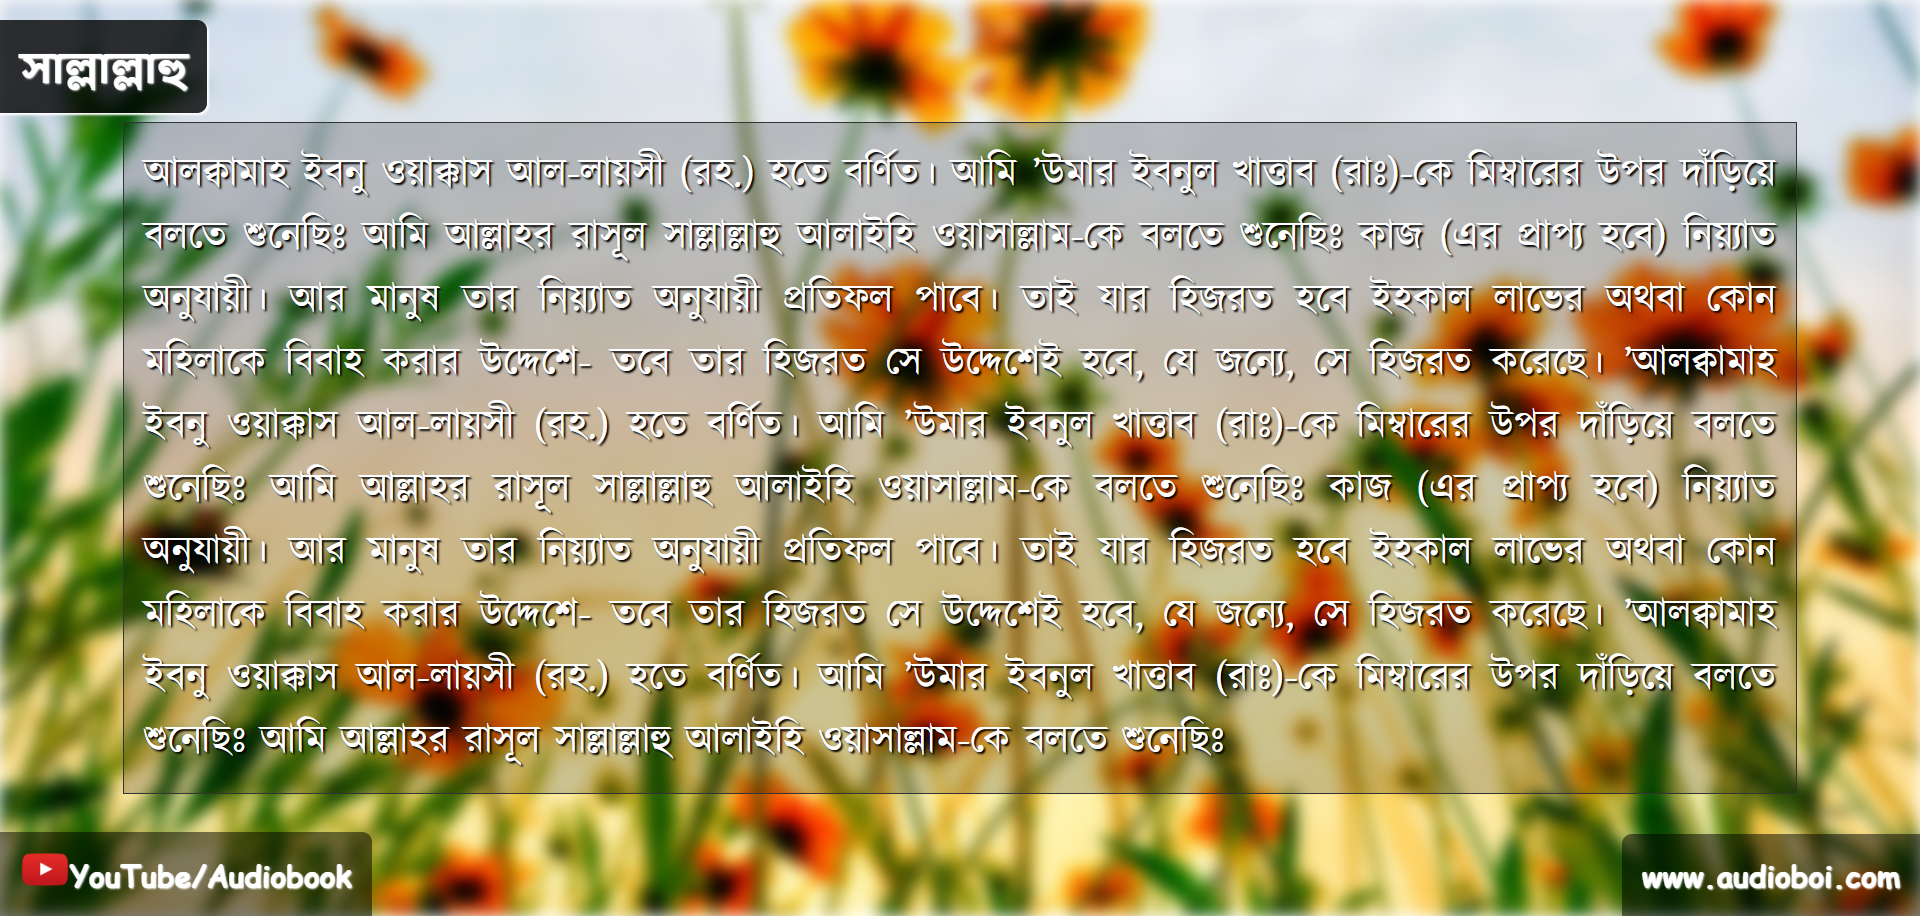 সাল্লাল্লাহু
আলক্বামাহ ইবনু ওয়াক্কাস আল-লায়সী (রহ.) হতে বর্ণিত। আমি ’উমার ইবনুল খাত্তাব (রাঃ)-কে মিম্বারের উপর দাঁড়িয়ে
বলতে শুনেছিঃ আমি আল্লাহর রাসূল সাল্লাল্লাহু আলাইহি ওয়াসাল্লাম-কে বলতে শুনেছিঃ কাজ (এর প্রাপ্য হবে) নিয়্যাত
অনুযায়ী। আর মানুষ তার নিয়্যাত অনুযায়ী প্রতিফল পাবে। তাই যার হিজরত হবে ইহকাল লাভের অথবা কোন
মহিলাকে বিবাহ করার উদ্দেশে- তবে তার হিজরত সে উদ্দেশেই হবে, যে জন্যে, সে হিজরত করেছে। ’আলক্বামাহ
ইবনু ওয়াক্কাস আল-লায়সী (রহ.) হতে বর্ণিত। আমি ’উমার ইবনুল খাত্তাব (রাঃ)-কে মিম্বারের উপর দাঁড়িয়ে বলতে
শুনেছিঃ আমি আল্লাহর রাসূল সাল্লাল্লাহু আলাইহি ওয়াসাল্লাম-কে বলতে শুনেছিঃ কাজ (এর প্রাপ্য হবে) নিয়্যাত
অনুযায়ী। আর মানুষ তার নিয়্যাত অনুযায়ী প্রতিফল পাবে। তাই যার হিজরত হবে ইহকাল লাভের অথবা কোন
মহিলাকে বিবাহ করার উদ্দেশে- তবে তার হিজরত সে উদ্দেশেই হবে, যে জন্যে, সে হিজরত করেছে। ’আলক্বামাহ
ইবনু ওয়াক্কাস আল-লায়সী (রহ.) হতে বর্ণিত। আমি ’উমার ইবনুল খাত্তাব (রাঃ)-কে মিম্বারের উপর দাঁড়িয়ে বলতে
শুনেছিঃ আমি আল্লাহর রাসূল সাল্লাল্লাহু আলাইহি ওয়াসাল্লাম-কে বলতে শুনেছিঃ
YouTube/Audiobook
www.audioboi.com